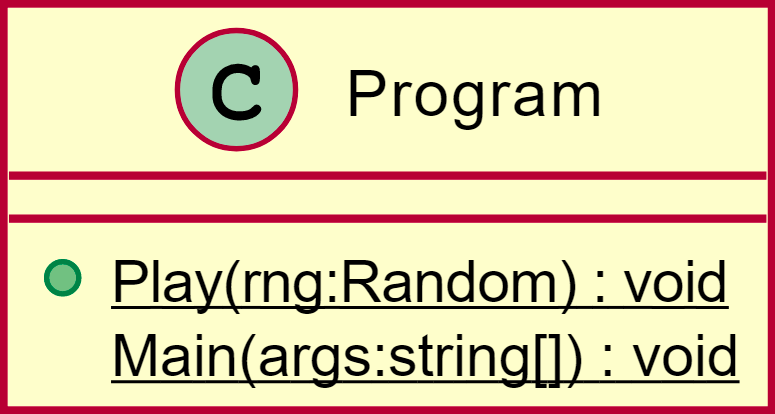 C Program
Play(rng:Random) : void
Main(args:string[]) : void